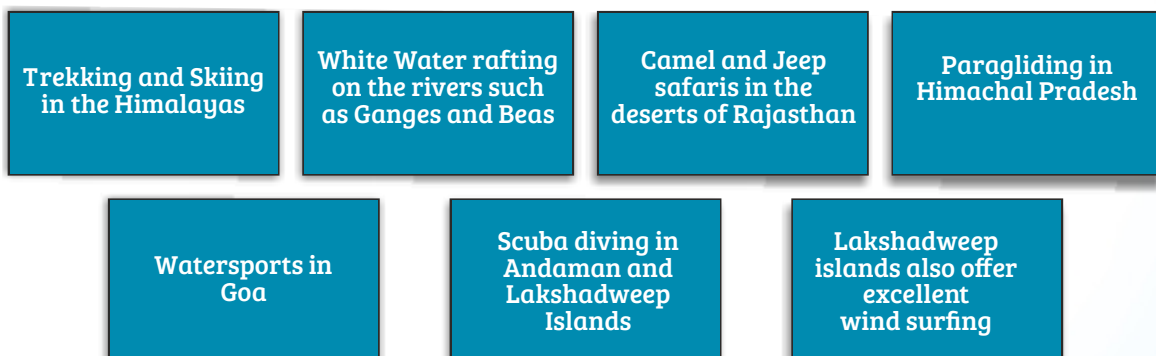 Trekking and Skiing
in the Himalayas
White Water rafting
on the rivers such
as Ganges and Beas
Camel and Jeep
safaris in the
deserts of Rajasthan
Paragliding in
Himachal Pradesh
Watersports in
Goa
Scuba diving in
Andaman and
Lakshadweep
Islands
Lakshadweep
islands also offer
excellent
wind surfing